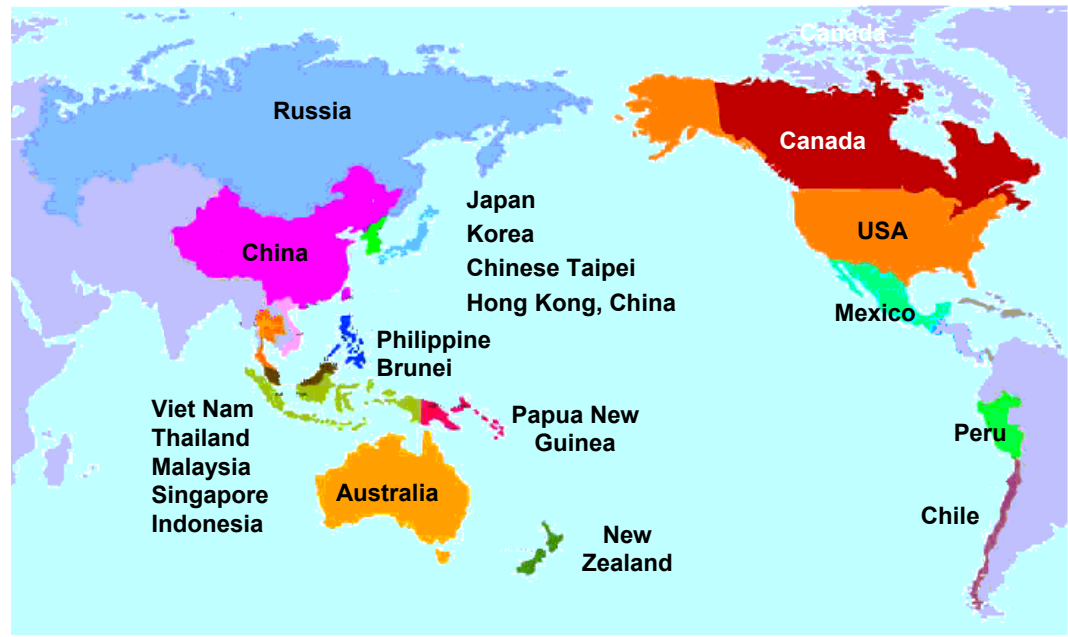 Canada
Russia
Canada
Japan
Korea
Chinese Taipei
Hong Kong, China
China
USA
Mexico
Philippine
Brunei
Viet Nam
Thailand
Malaysia
Singapore
Indonesia
Papua New
Guinea
Peru
Australia
Chile
New
Zealand